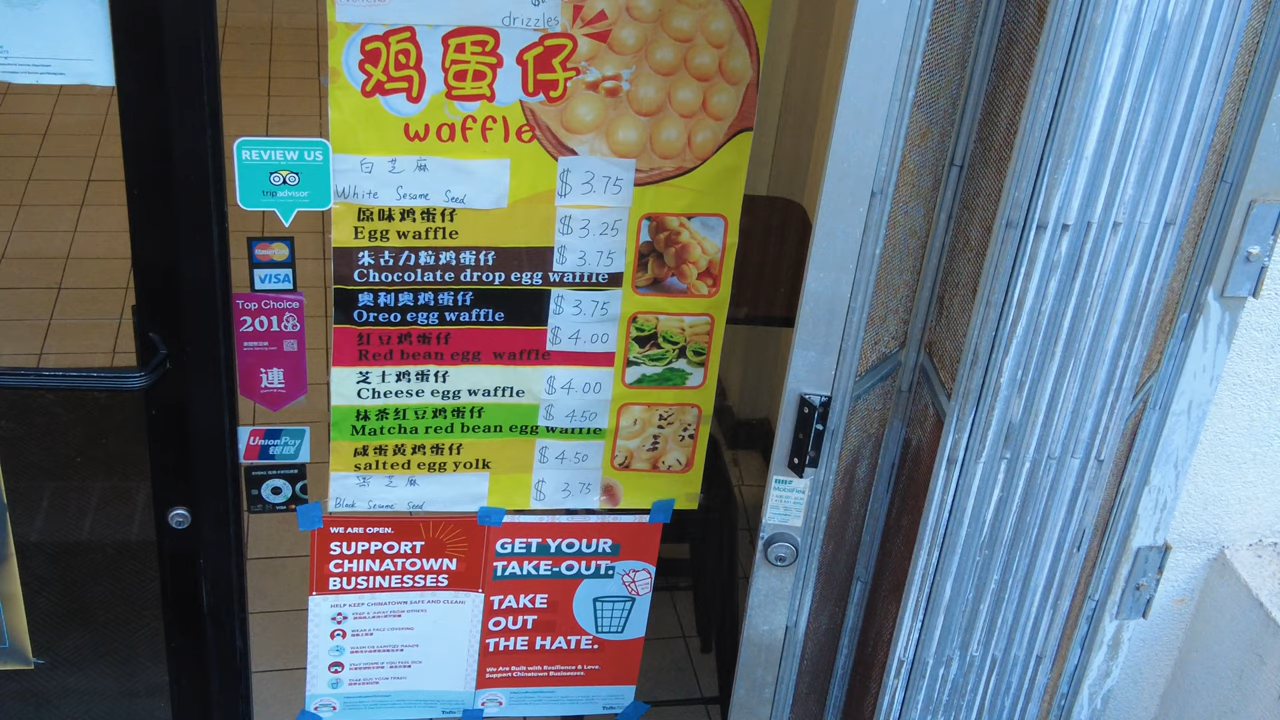 drizzles
鸡蛋仔
waffle
白芝麻
White Sesame Seed
$3.75
原味鸡蛋仔
Egg waffle
$3.25
朱古力粒鸡蛋仔
Chocolate drop egg waffle
$3.75
奥利奥鸡蛋仔
Oreo egg waffle
$3.75
红豆鸡蛋仔
Red bean egg waffle
$4.00
芝士鸡蛋仔
Cheese egg waffle
$4.00
抹茶红豆鸡蛋仔
Matcha red bean egg waffle
$4.50
咸蛋黄鸡蛋仔
salted egg yolk
$4.50
黑芝麻
Black Sesame Seed
$3.75
REVIEW US
tripadvisor
MasterCard
VISA
Top Choice
2018
連
UnionPay
银联
WE ARE OPEN.
SUPPORT
CHINATOWN
BUSINESSES
HELP KEEP CHINATOWN SAFE AND CLEAN!
WEAR A FACE COVERING
WASH OR SANITIZE HANDS
STAY HOME IF YOU FEEL SICK
TAKE OUT YOUR TRASH
GET YOUR
TAKE-OUT.
TAKE
OUT
THE HATE.
We Are Built with Resilience & Love.
Support Chinatown Businesses.